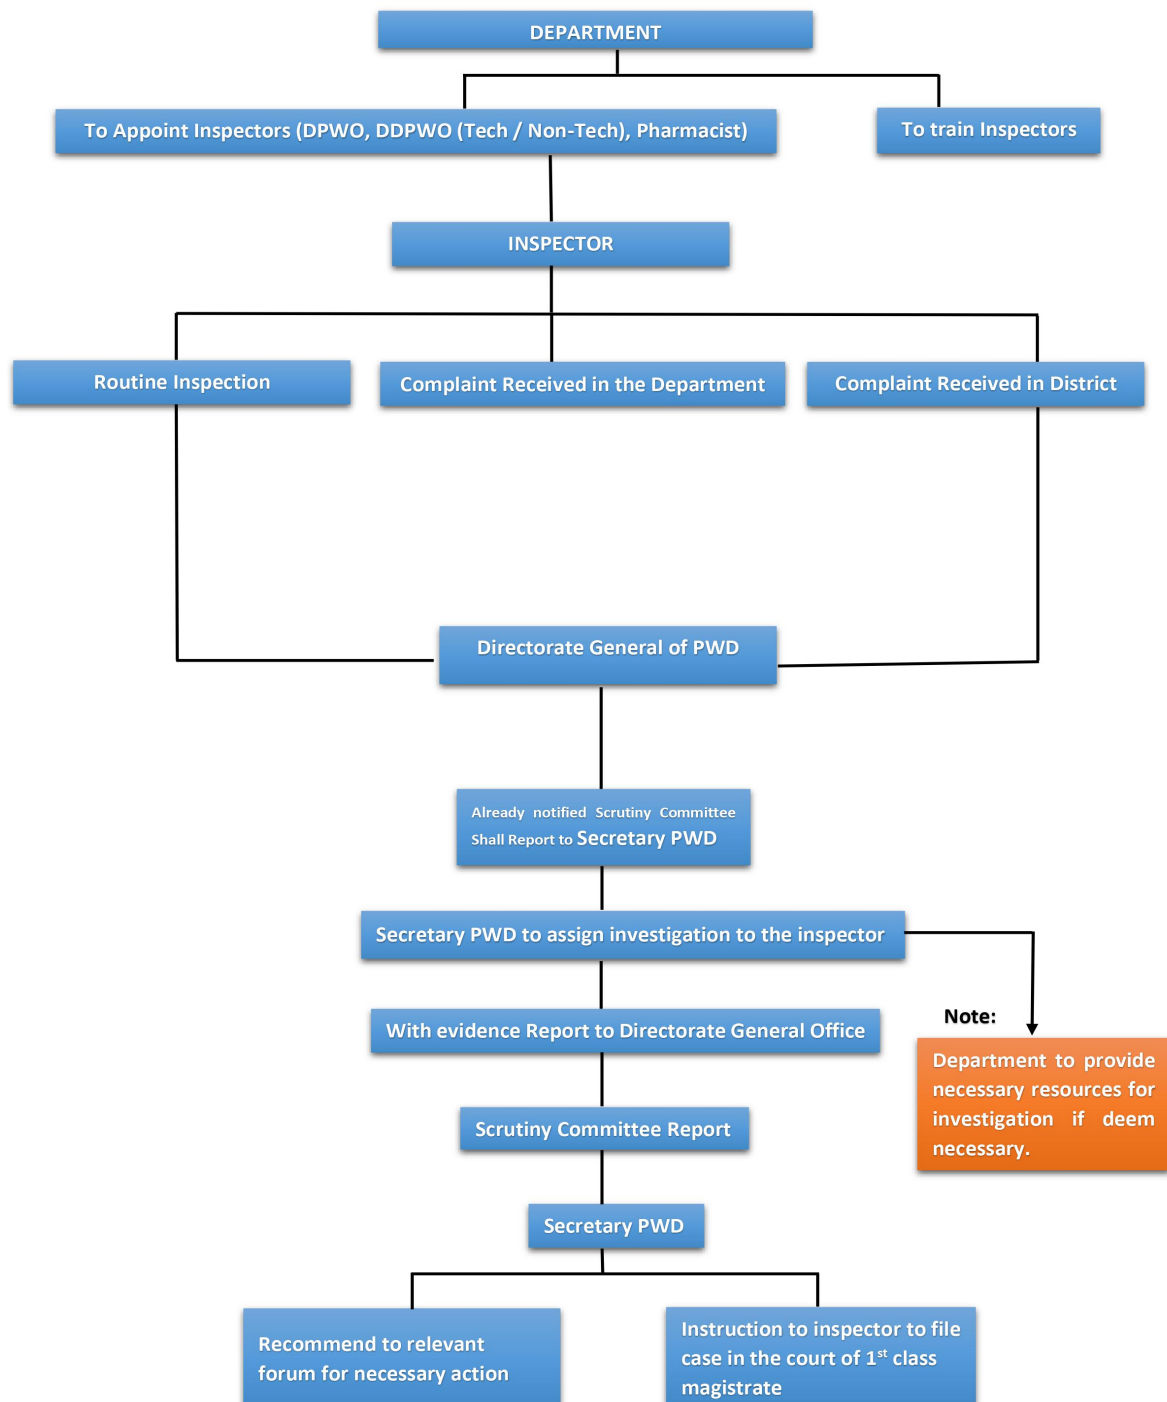 DEPARTMENT
To Appoint Inspectors (DPWO, DDPWO (Tech / Non-Tech), Pharmacist)
To train Inspectors
INSPECTOR
Routine Inspection
Complaint Received in the Department
Complaint Received in District
Directorate General of PWD
Already notified Scrutiny Committee
Shall Report to Secretary PWD
Secretary PWD to assign investigation to the inspector
With evidence Report to Directorate General Office
Note:
Department to provide
necessary resources for
investigation if deem
necessary.
Scrutiny Committee Report
Secretary PWD
Recommend to relevant
forum for necessary action
Instruction to inspector to file
case in the court of 1st class
magistrate